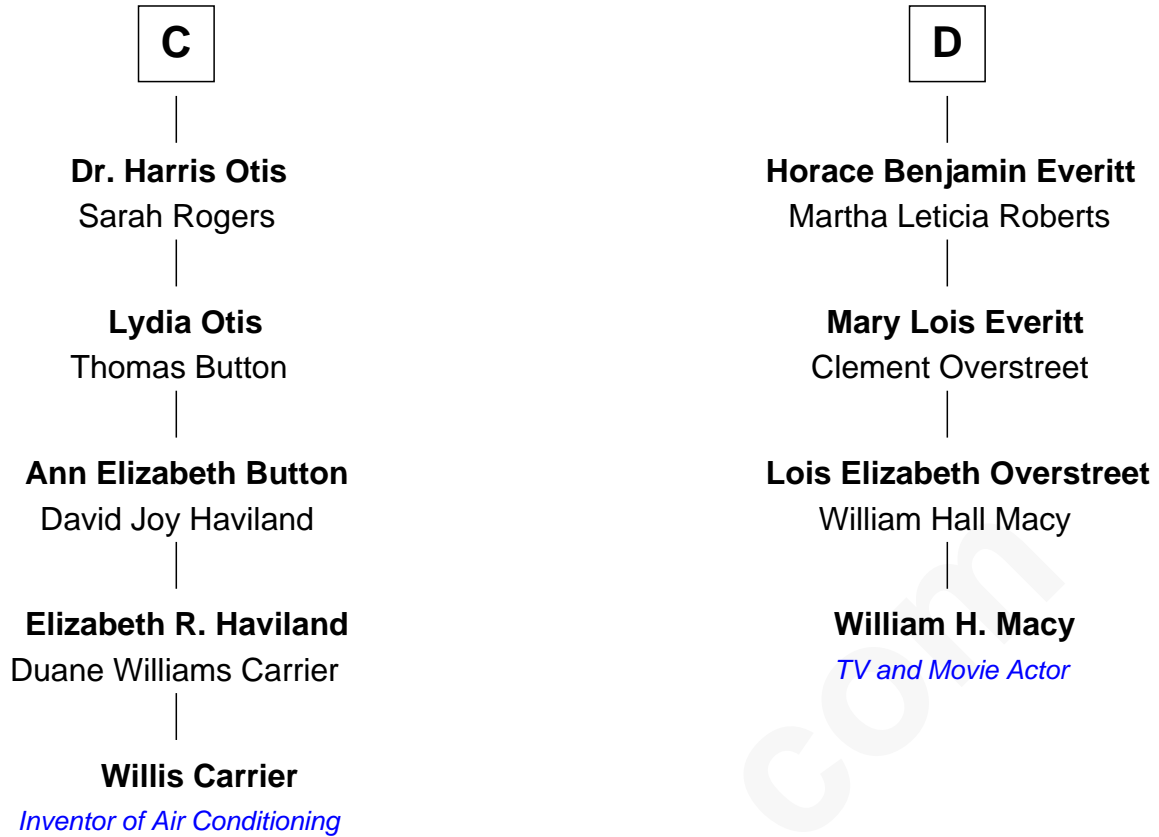 C
Dr. Harris Otis
Sarah Rogers
Lydia Otis
Thomas Button
Ann Elizabeth Button
David Joy Haviland
Elizabeth R. Haviland
Duane Williams Carrier
Willis Carrier
Inventor of Air Conditioning
D
Horace Benjamin Everitt
Martha Leticia Roberts
Mary Lois Everitt
Clement Overstreet
Lois Elizabeth Overstreet
William Hall Macy
William H. Macy
TV and Movie Actor
com